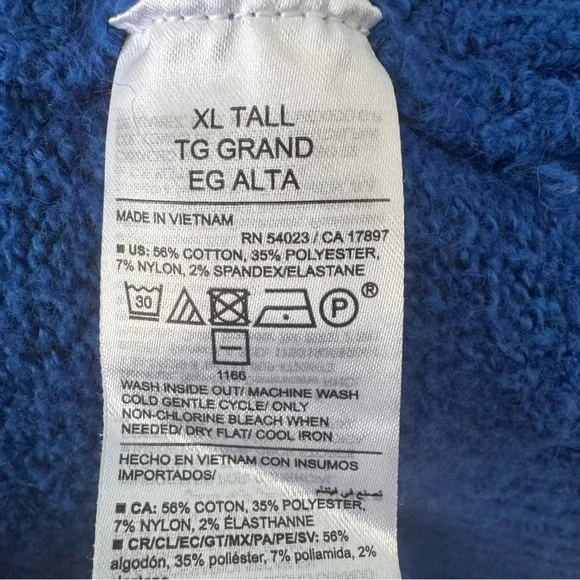 XL TALL
TG GRAND
EG ALTA
MADE IN VIETNAM
RN 54023 / CA 17897
■ US: 56% COTTON, 35% POLYESTER,
7% NYLON, 2% SPANDEX/ELASTANE
30 P ®
1166
WASH INSIDE OUT/ MACHINE WASH
COLD GENTLE CYCLE/ ONLY
NON-CHLORINE BLEACH WHEN
NEEDED/ DRY FLAT/ COOL IRON
HECHO EN VIETNAM CON INSUMOS
IMPORTADOS/
تصنع في فيتنام
■ CA: 56% COTON, 35% POLYESTER,
7% NYLON, 2% ÉLASTHANNE
■ CR/CL/EC/GT/MX/PA/PE/SV: 56%
algodón, 35% poliéster, 7% poliamida, 2%